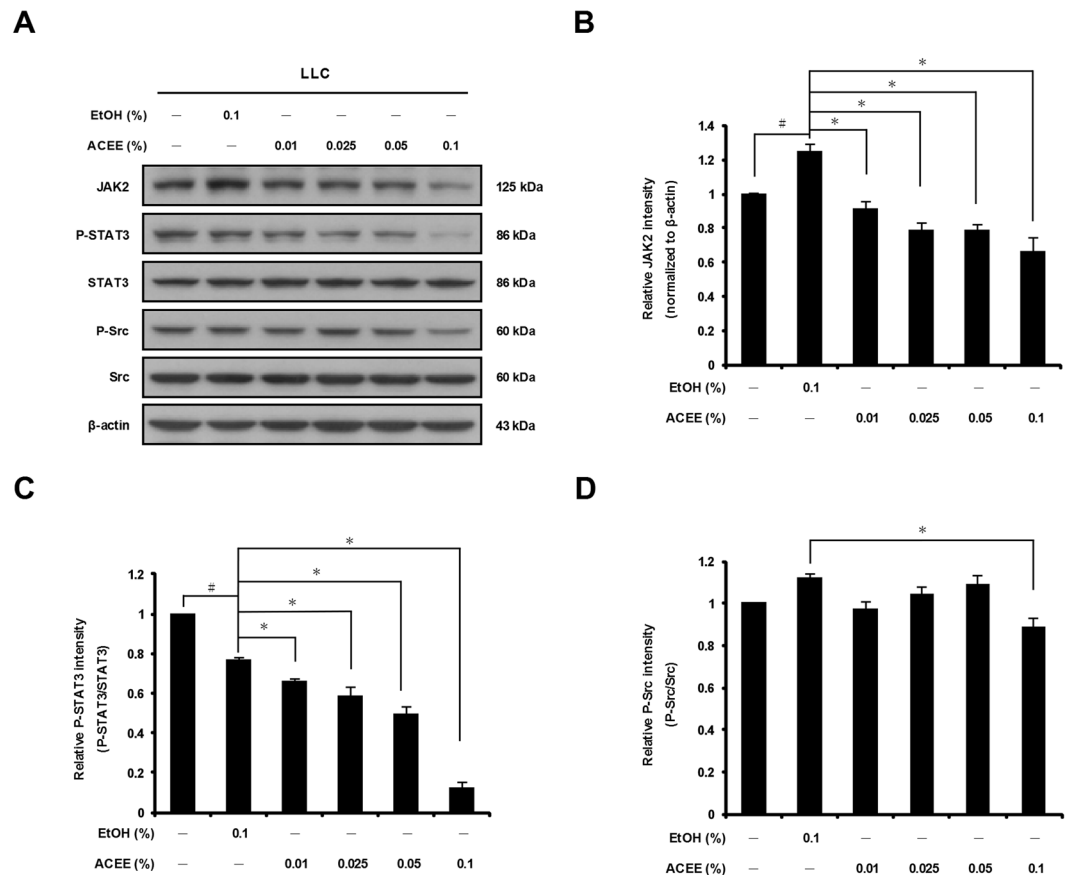 A
LLC
EtOH (%) — 0.1 — — — —
ACEE (%) — — 0.01 0.025 0.05 0.1
JAK2 125 kDa
P-STAT3 86 kDa
STAT3 86 kDa
P-Src 60 kDa
Src 60 kDa
β-actin 43 kDa
B
Relative JAK2 intensity
(normalized to β-actin)
1.4
1.2
1
0.8
0.6
0.4
0.2
0
# * * * *
EtOH (%) — 0.1 — — — —
ACEE (%) — — 0.01 0.025 0.05 0.1
C
Relative P-STAT3 intensity
(P-STAT3/STAT3)
1.2
1
0.8
0.6
0.4
0.2
0
# * * * *
EtOH (%) — 0.1 — — — —
ACEE (%) — — 0.01 0.025 0.05 0.1
D
Relative P-Src intensity
(P-Src/Src)
1.2
1
0.8
0.6
0.4
0.2
0
*
EtOH (%) — 0.1 — — — —
ACEE (%) — — 0.01 0.025 0.05 0.1